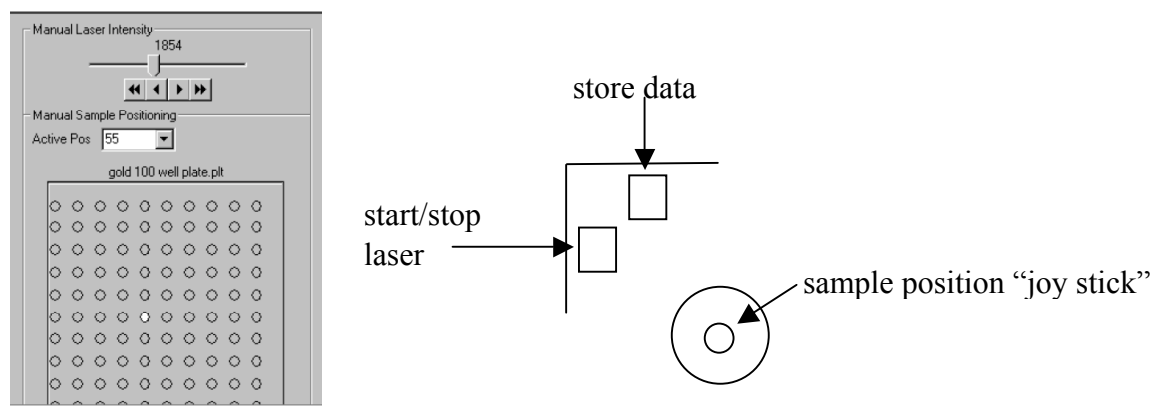 Manual Laser Intensity
1854
Manual Sample Positioning
Active Pos 55
gold 100 well plate.plt
store data
start/stop
laser
sample position “joy stick”